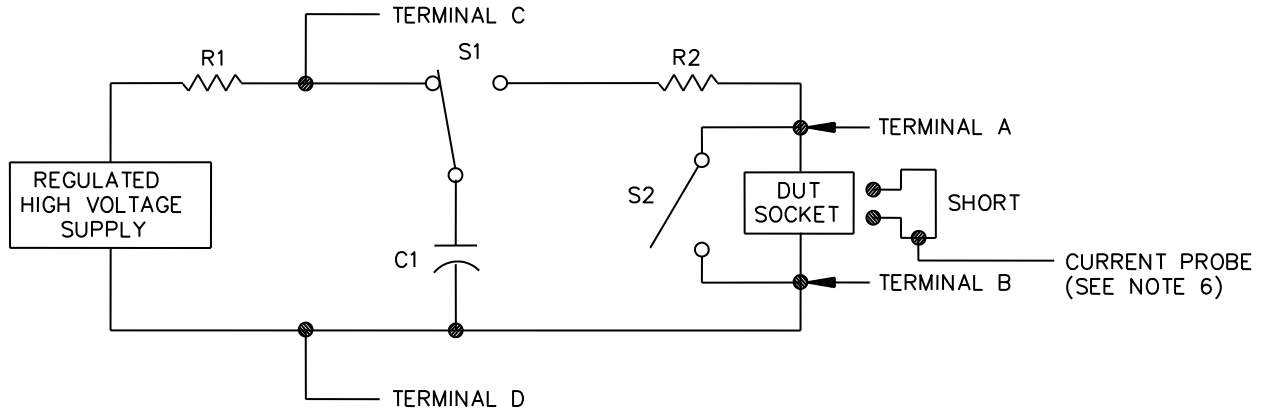 TERMINAL C
S1
R1
R2
TERMINAL A
REGULATED
HIGH VOLTAGE
SUPPLY
S2
DUT
SOCKET
SHORT
C1
CURRENT PROBE
(SEE NOTE 6)
TERMINAL B
TERMINAL D